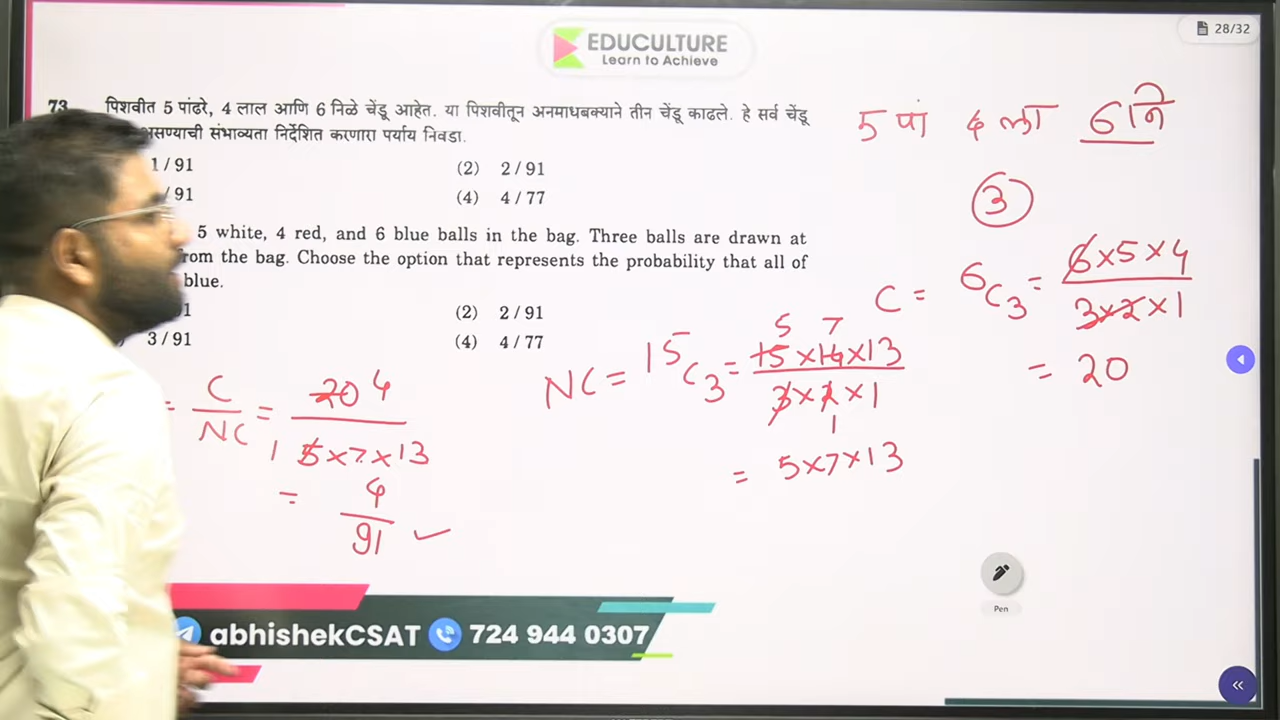 EDUCULTURE
Learn to Achieve
28/32
73. पिशवीत 5 पांढरे, 4 लाल आणि 6 निळे चेंडू आहेत. या पिशवीतून अनमाधबक्याने तीन चेंडू काढले. हे सर्व चेंडू
असण्याची संभाव्यता निर्देशित करणारा पर्याय निवडा.
1 / 91
(2) 2 / 91
/ 91
(4) 4 / 77
5 white, 4 red, and 6 blue balls in the bag. Three balls are drawn at
from the bag. Choose the option that represents the probability that all of
blue.
(2) 2 / 91
3 / 91
(4) 4 / 77
5 पां 4 ला 6 नि
3
C = 6C3 = 6×5×4 / 3×2×1
= 20
NC = 15C3 = 15×14×13 / 3×2×1
5 7
1
= 5×7×13
= C/NC = 20 4 / 5×7×13
1
= 4/91 ✓
Pen
abhishekCSAT 724 944 0307
«